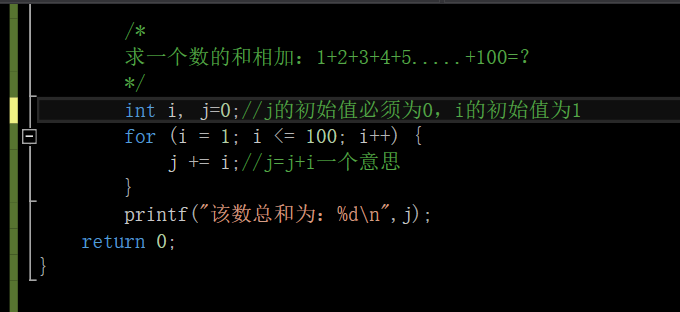 /*
求一个数的和相加：1+2+3+4+5.....+100=？
*/
int i, j=0;//j的初始值必须为0，i的初始值为1
for (i = 1; i <= 100; i++) {
j += i;//j=j+i一个意思
}
printf("该数总和为：%d\n",j);
return 0;
}